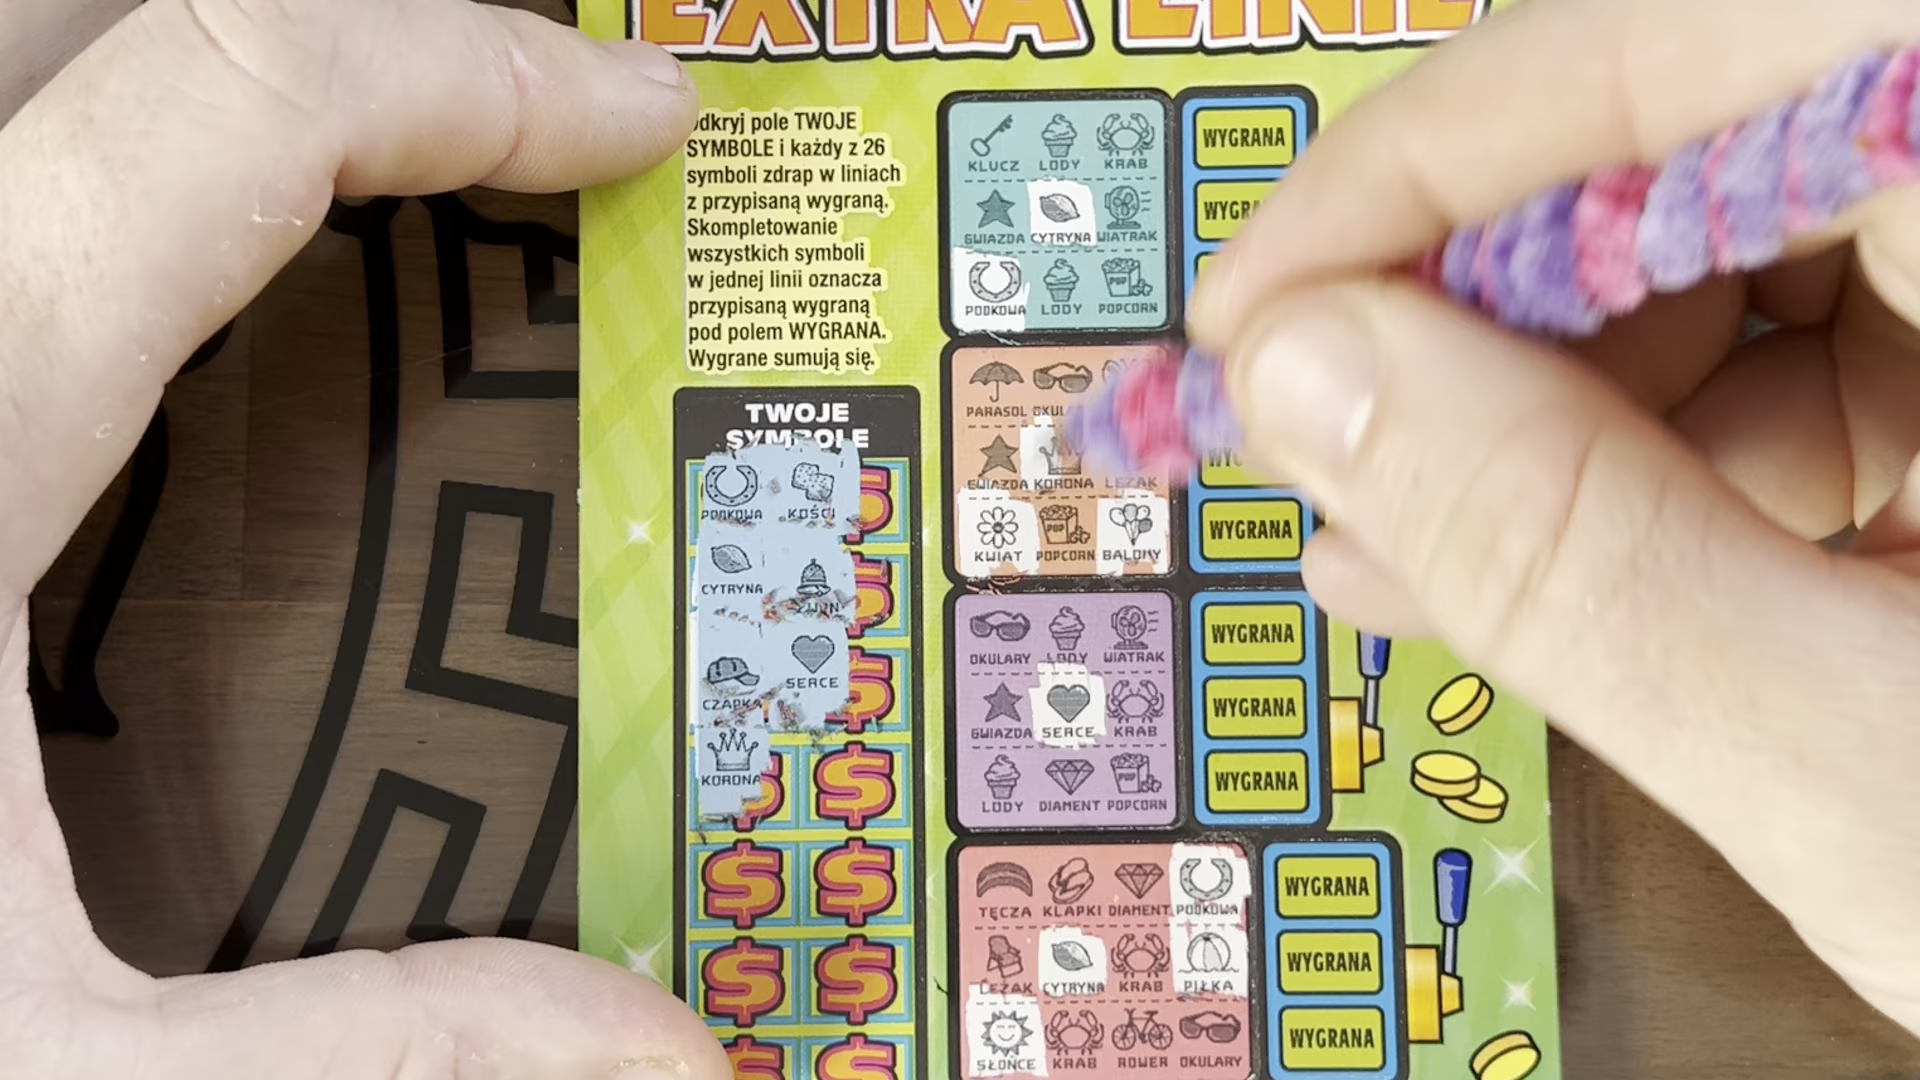 EXTRA LINIE
Odkryj pole TWOJE
SYMBOLE i każdy z 26
symboli zdrap w liniach
z przypisaną wygraną.
Skompletowanie
wszystkich symboli
w jednej linii oznacza
przypisaną wygraną
pod polem WYGRANA.
Wygrane sumują się.
TWOJE
SYMBOLE
PODKOWA KOŚCI
CYTRYNA
CZAPKA SERCE
KORONA
KLUCZ LODY KRAB
GWIAZDA CYTRYNA WIATRAK
PODKOWA LODY POPCORN
WYGRANA
PARASOL
GWIAZDA KORONA LEŻAK
POP
KWIAT POPCORN BALONY
WYGRANA
OKULARY LODY WIATRAK
GWIAZDA SERCE KRAB
POP
LODY DIAMENT POPCORN
WYGRANA
WYGRANA
WYGRANA
TĘCZA KLAPKI DIAMENT PODKOWA
LEŻAK CYTRYNA KRAB PIŁKA
SŁOŃCE KRAB ROWER OKULARY
WYGRANA
WYGRANA
WYGRANA